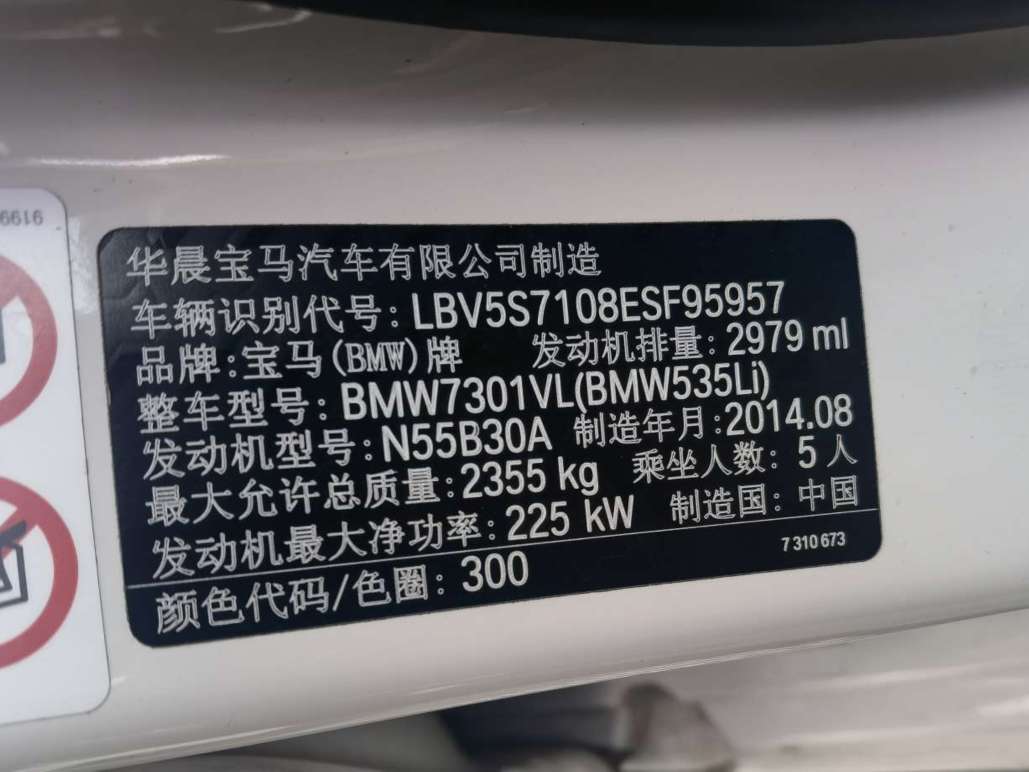 华晨宝马汽车有限公司制造
车辆识别代号: LBV5S7108ESF95957
品牌:宝马(BMW)牌 发动机排量: 2979 ml
整车型号: BMW7301VL(BMW535Li)
发动机型号: N55B30A 制造年月: 2014.08
最大允许总质量: 2355 kg 乘坐人数: 5 人
发动机最大净功率: 225 kW 制造国: 中国
7 310 673
颜色代码/色圈: 300